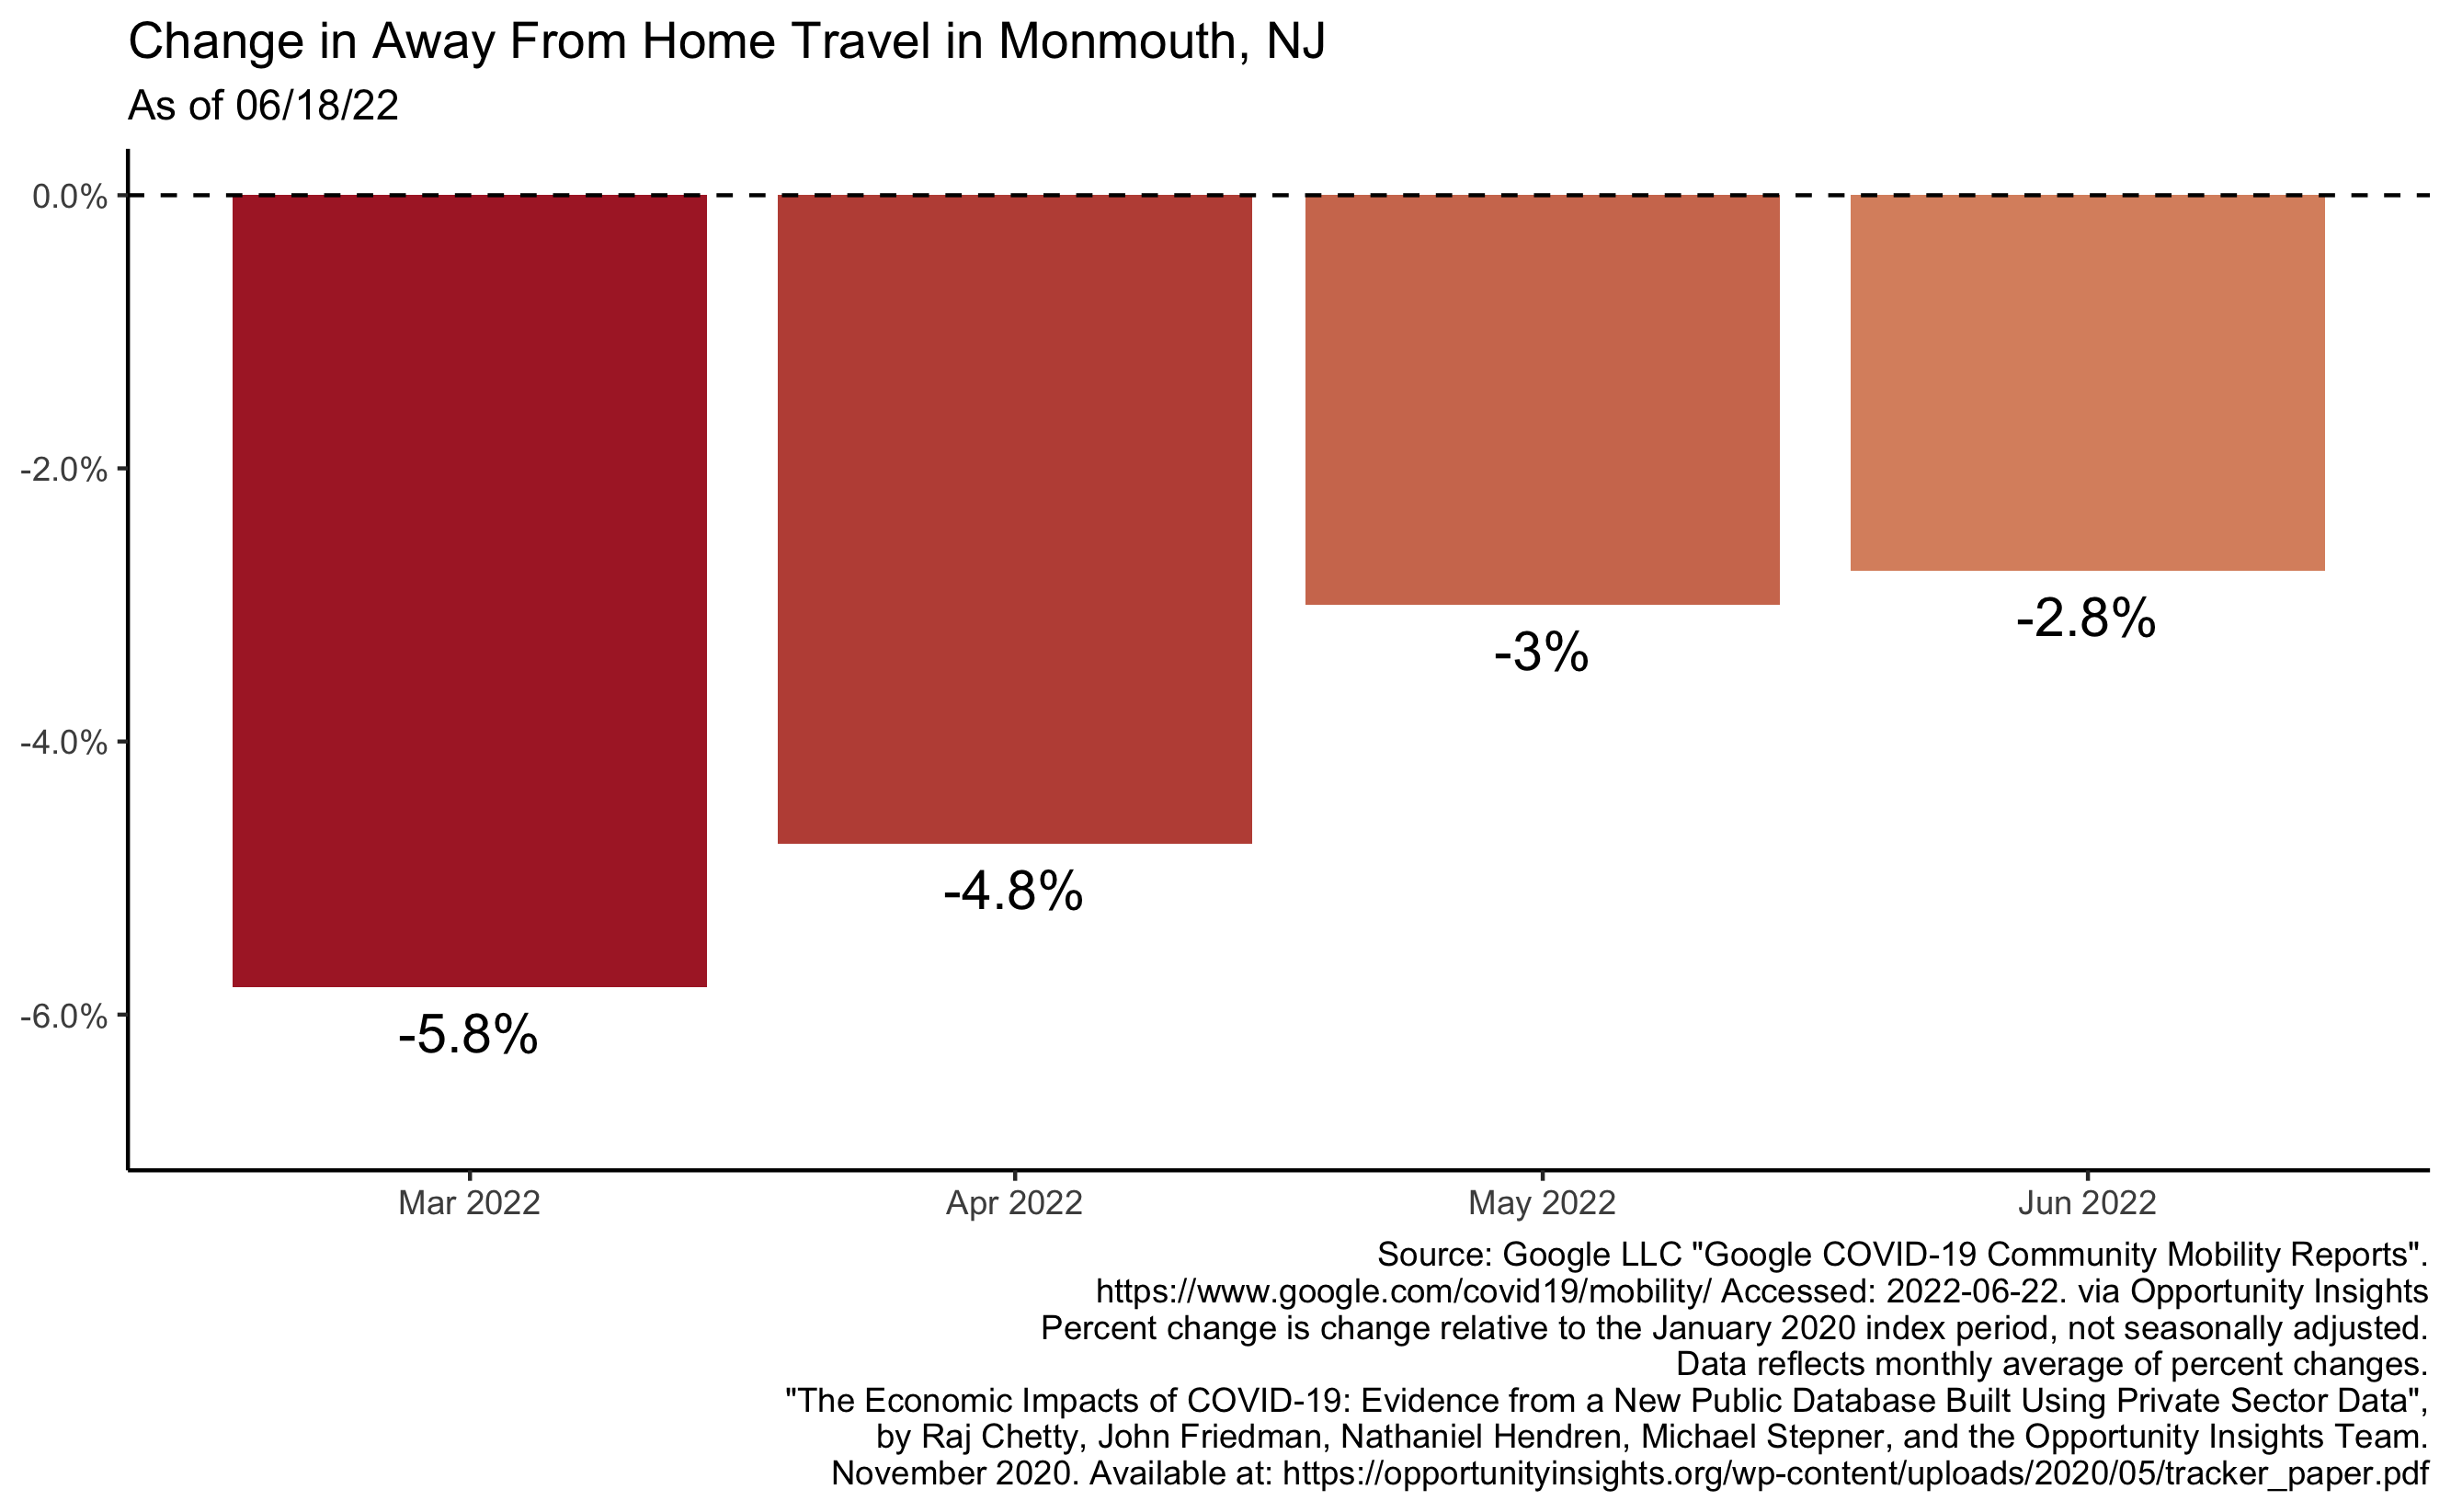 Change in Away From Home Travel in Monmouth, NJ
As of 06/18/22
0.0%
-2.0%
-4.0%
-6.0%
-5.8%
-4.8%
-3%
-2.8%
Mar 2022
Apr 2022
May 2022
Jun 2022
Source: Google LLC "Google COVID-19 Community Mobility Reports".
https://www.google.com/covid19/mobility/ Accessed: 2022-06-22. via Opportunity Insights
Percent change is change relative to the January 2020 index period, not seasonally adjusted.
Data reflects monthly average of percent changes.
"The Economic Impacts of COVID-19: Evidence from a New Public Database Built Using Private Sector Data",
by Raj Chetty, John Friedman, Nathaniel Hendren, Michael Stepner, and the Opportunity Insights Team.
November 2020. Available at: https://opportunityinsights.org/wp-content/uploads/2020/05/tracker_paper.pdf